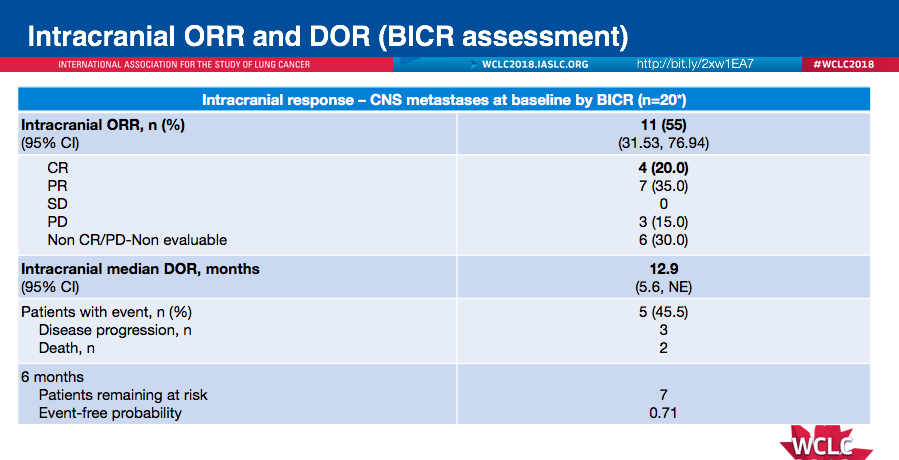 Intracranial ORR and DOR (BICR assessment)
INTERNATIONAL ASSOCIATION FOR THE STUDY OF LUNG CANCER
WCLC2018.IASLC.ORG
http://bit.ly/2xw1EA7
#WCLC2018
Intracranial response – CNS metastases at baseline by BICR (n=20*)
Intracranial ORR, n (%) 11 (55)
(95% CI) (31.53, 76.94)
CR 4 (20.0)
PR 7 (35.0)
SD 0
PD 3 (15.0)
Non CR/PD-Non evaluable 6 (30.0)
Intracranial median DOR, months 12.9
(95% CI) (5.6, NE)
Patients with event, n (%) 5 (45.5)
Disease progression, n 3
Death, n 2
6 months
Patients remaining at risk 7
Event-free probability 0.71
WCLC